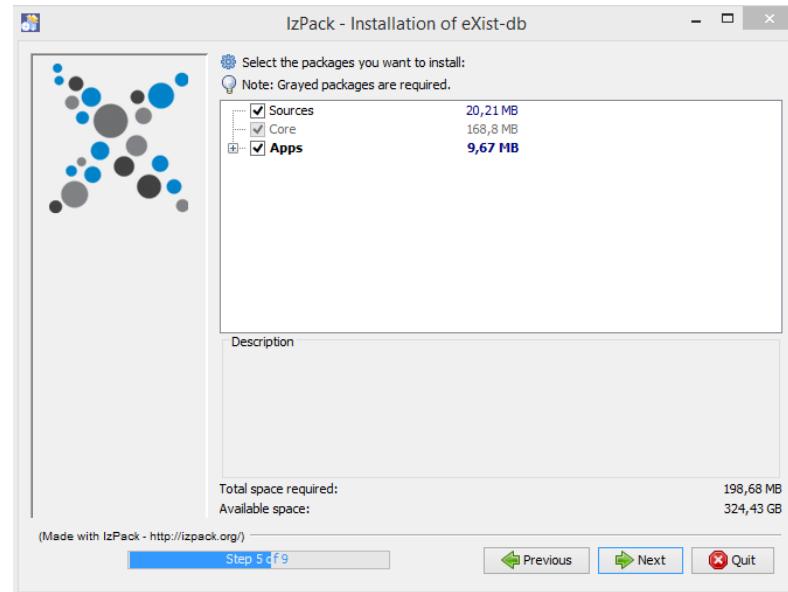 IzPack - Installation of eXist-db
Select the packages you want to install:
Note: Grayed packages are required.
Sources 20,21 MB
Core 168,8 MB
Apps 9,67 MB
Description
Total space required: 198,68 MB
Available space: 324,43 GB
(Made with IzPack - http://izpack.org/)
Step 5 of 9
Previous Next Quit